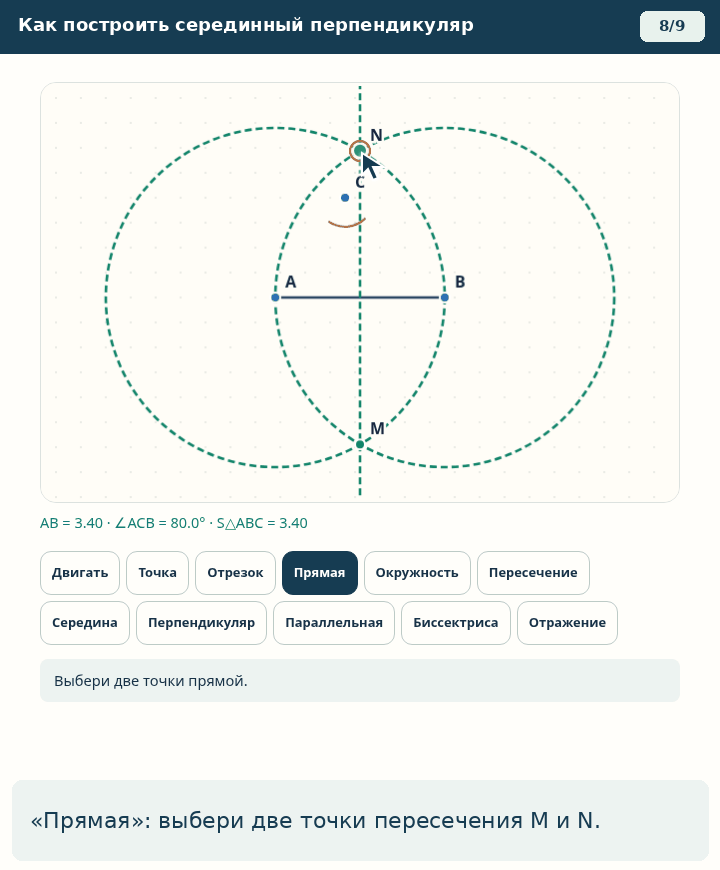 Как построить серединный перпендикуляр
8/9
N
C
A
B
M
AB = 3.40 · ∠ACB = 80.0° · S△ABC = 3.40
Двигать
Точка
Отрезок
Прямая
Окружность
Пересечение
Середина
Перпендикуляр
Параллельная
Биссектриса
Отражение
Выбери две точки прямой.
«Прямая»: выбери две точки пересечения M и N.